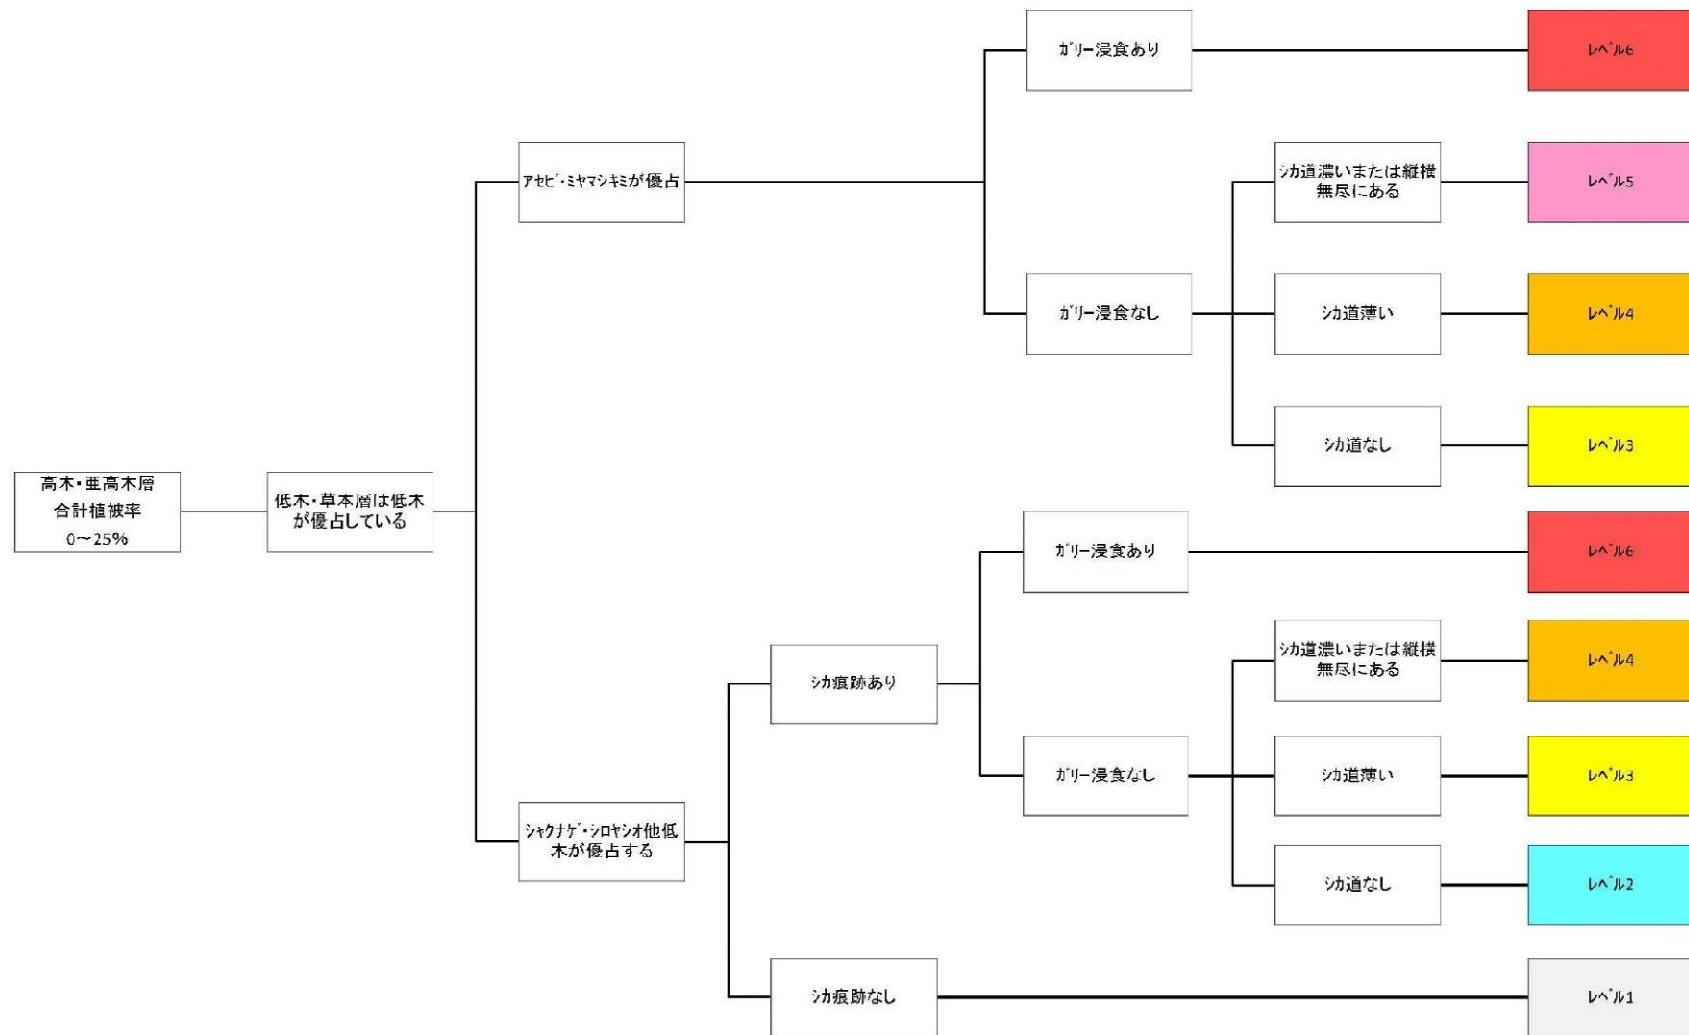 高木・亜高木層
合計植被率
0～25%
低木・草本層は低木
が優占している
ｱｾﾋﾞ･ﾐﾔﾏｼｷﾐが優占
ｶﾞﾘｰ浸食あり
ﾚﾍﾞﾙ6
ｶﾞﾘｰ浸食なし
ｼｶ道濃いまたは縦横
無尽にある
ﾚﾍﾞﾙ5
ｼｶ道薄い
ﾚﾍﾞﾙ4
ｼｶ道なし
ﾚﾍﾞﾙ3
ｼｬｸﾅｹﾞ･ｼﾛﾔｼｵ他低
木が優占する
ｼｶ痕跡あり
ｶﾞﾘｰ浸食あり
ﾚﾍﾞﾙ6
ｶﾞﾘｰ浸食なし
ｼｶ道濃いまたは縦横
無尽にある
ﾚﾍﾞﾙ4
ｼｶ道薄い
ﾚﾍﾞﾙ3
ｼｶ道なし
ﾚﾍﾞﾙ2
ｼｶ痕跡なし
ﾚﾍﾞﾙ1